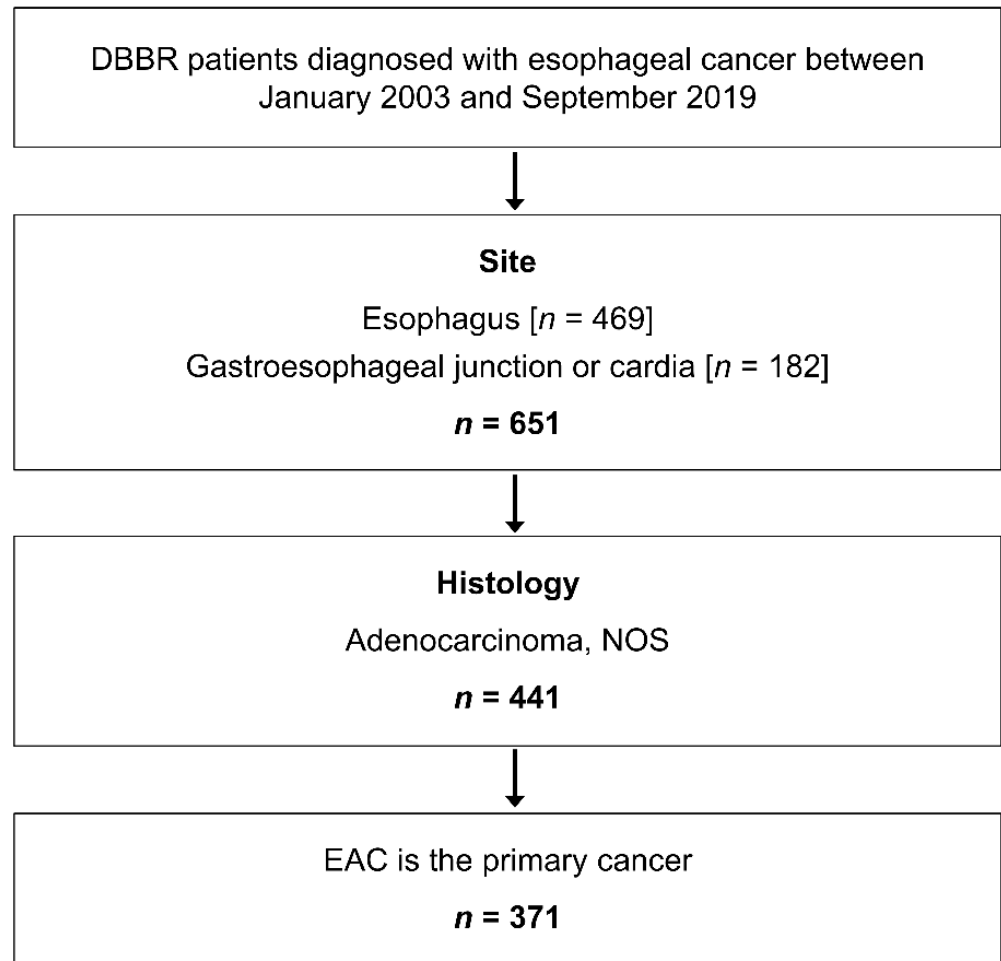 DBBR patients diagnosed with esophageal cancer between
January 2003 and September 2019
Site
Esophagus [n = 469]
Gastroesophageal junction or cardia [n = 182]
n = 651
Histology
Adenocarcinoma, NOS
n = 441
EAC is the primary cancer
n = 371